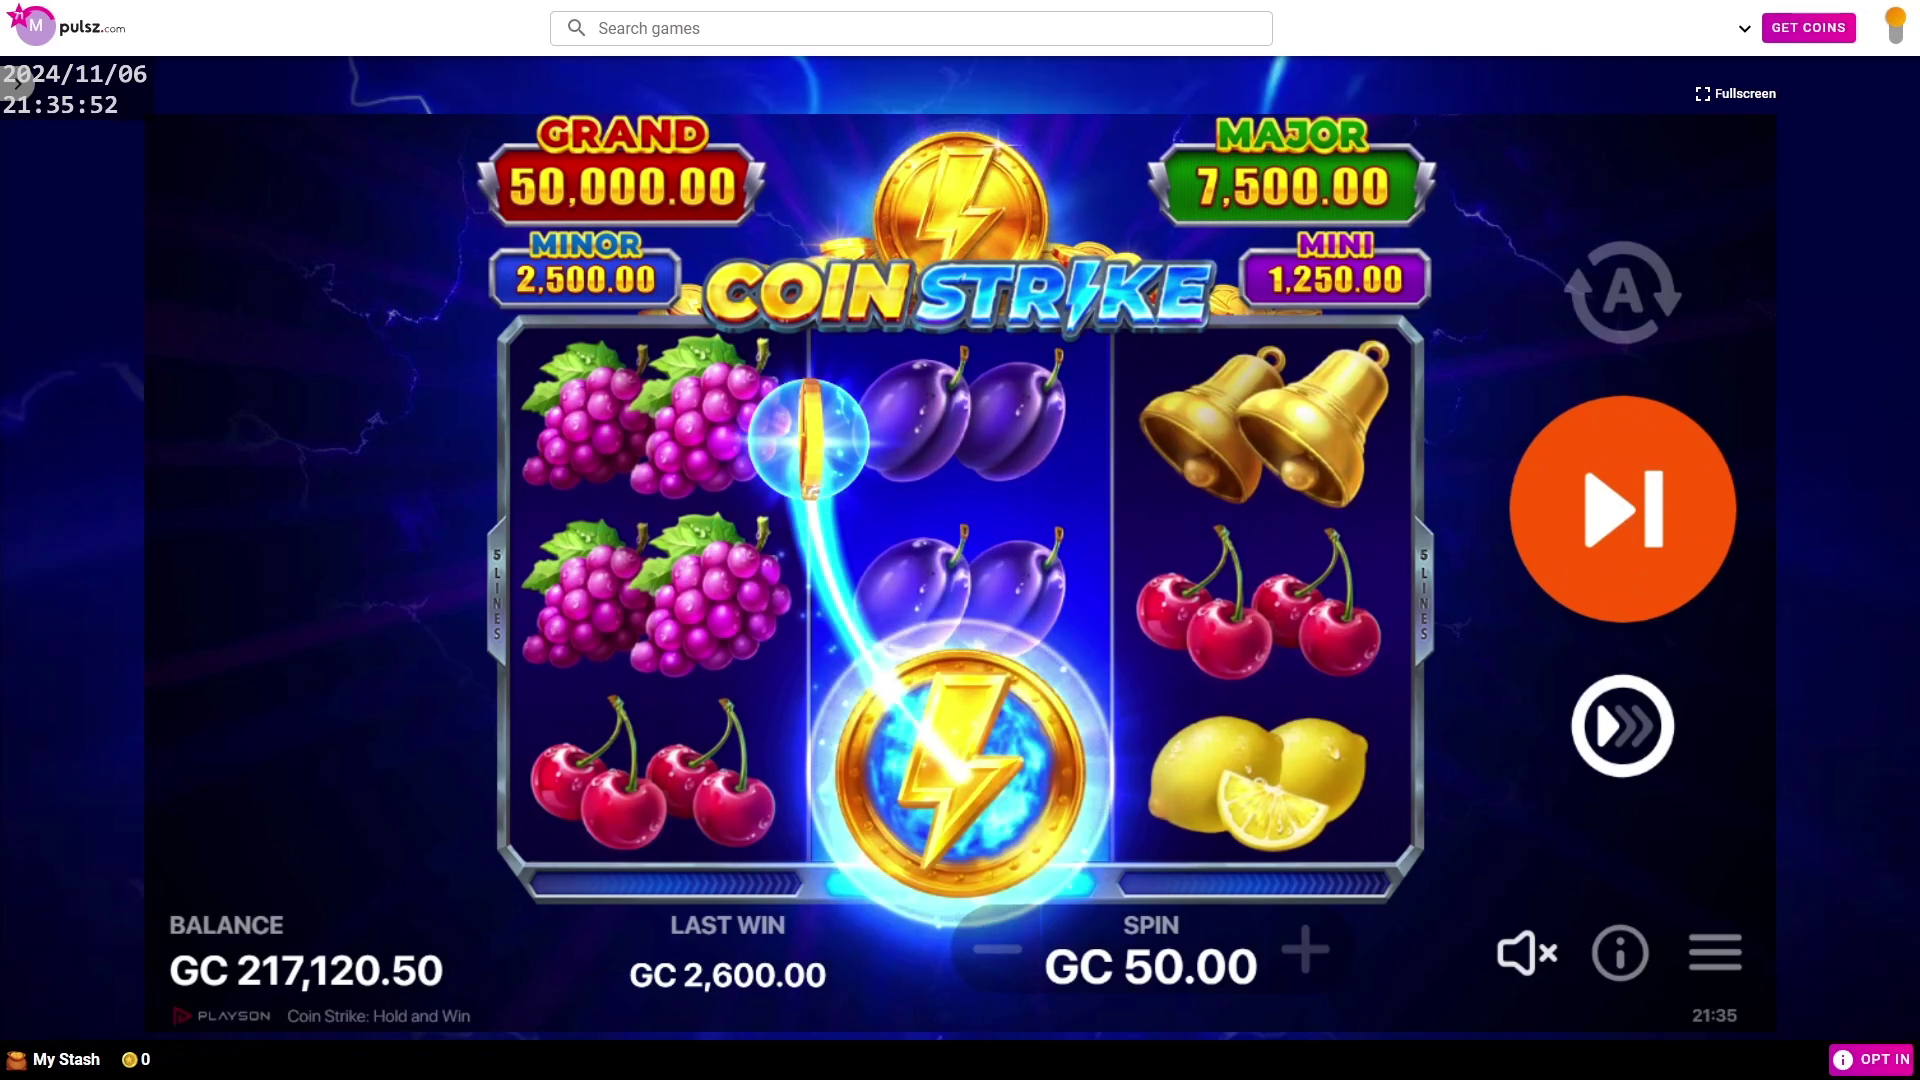 71
M
pulsz.com
Search games
GET COINS
2024/11/06
21:35:52
Fullscreen
GRAND
50,000.00
MAJOR
7,500.00
MINOR
2,500.00
COIN STRIKE
MINI
1,250.00
A
5 LINES
5 LINES
BALANCE
GC 217,120.50
LAST WIN
GC 2,600.00
SPIN
GC 50.00
PLAYSON
Coin Strike: Hold and Win
21:35
My Stash
0
OPT IN